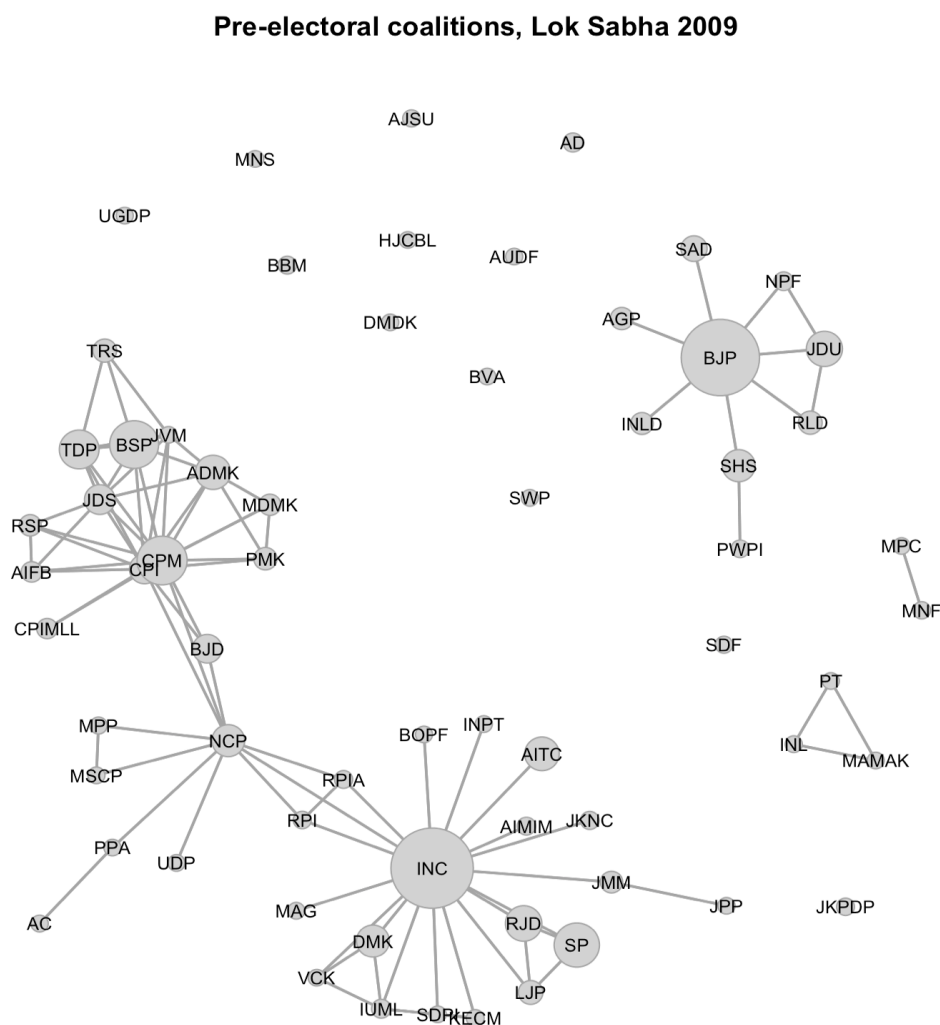 Pre-electoral coalitions, Lok Sabha 2009
AJSU
AD
MNS
UGDP
HJCBL
SAD
AUDF
BBM
NPF
AGP
DMDK
JDU
TRS
BJP
BVA
INLD
RLD
JVM
BSP
TDP
SHS
ADMK
JDS
SWP
MDMK
RSP
MPC
PWPI
PMK
CPM
CPI
AIFB
MNF
CPIMLL
SDF
BJD
PT
INPT
MPP
BOPF
NCP
INL
AITC
MAMAK
MSCP
RPIA
RPI
JKNC
AIMIM
PPA
UDP
INC
JMM
JPP
JKPDP
MAG
AC
RJD
DMK
SP
VCK
LJP
IUML
SDPI
KECM